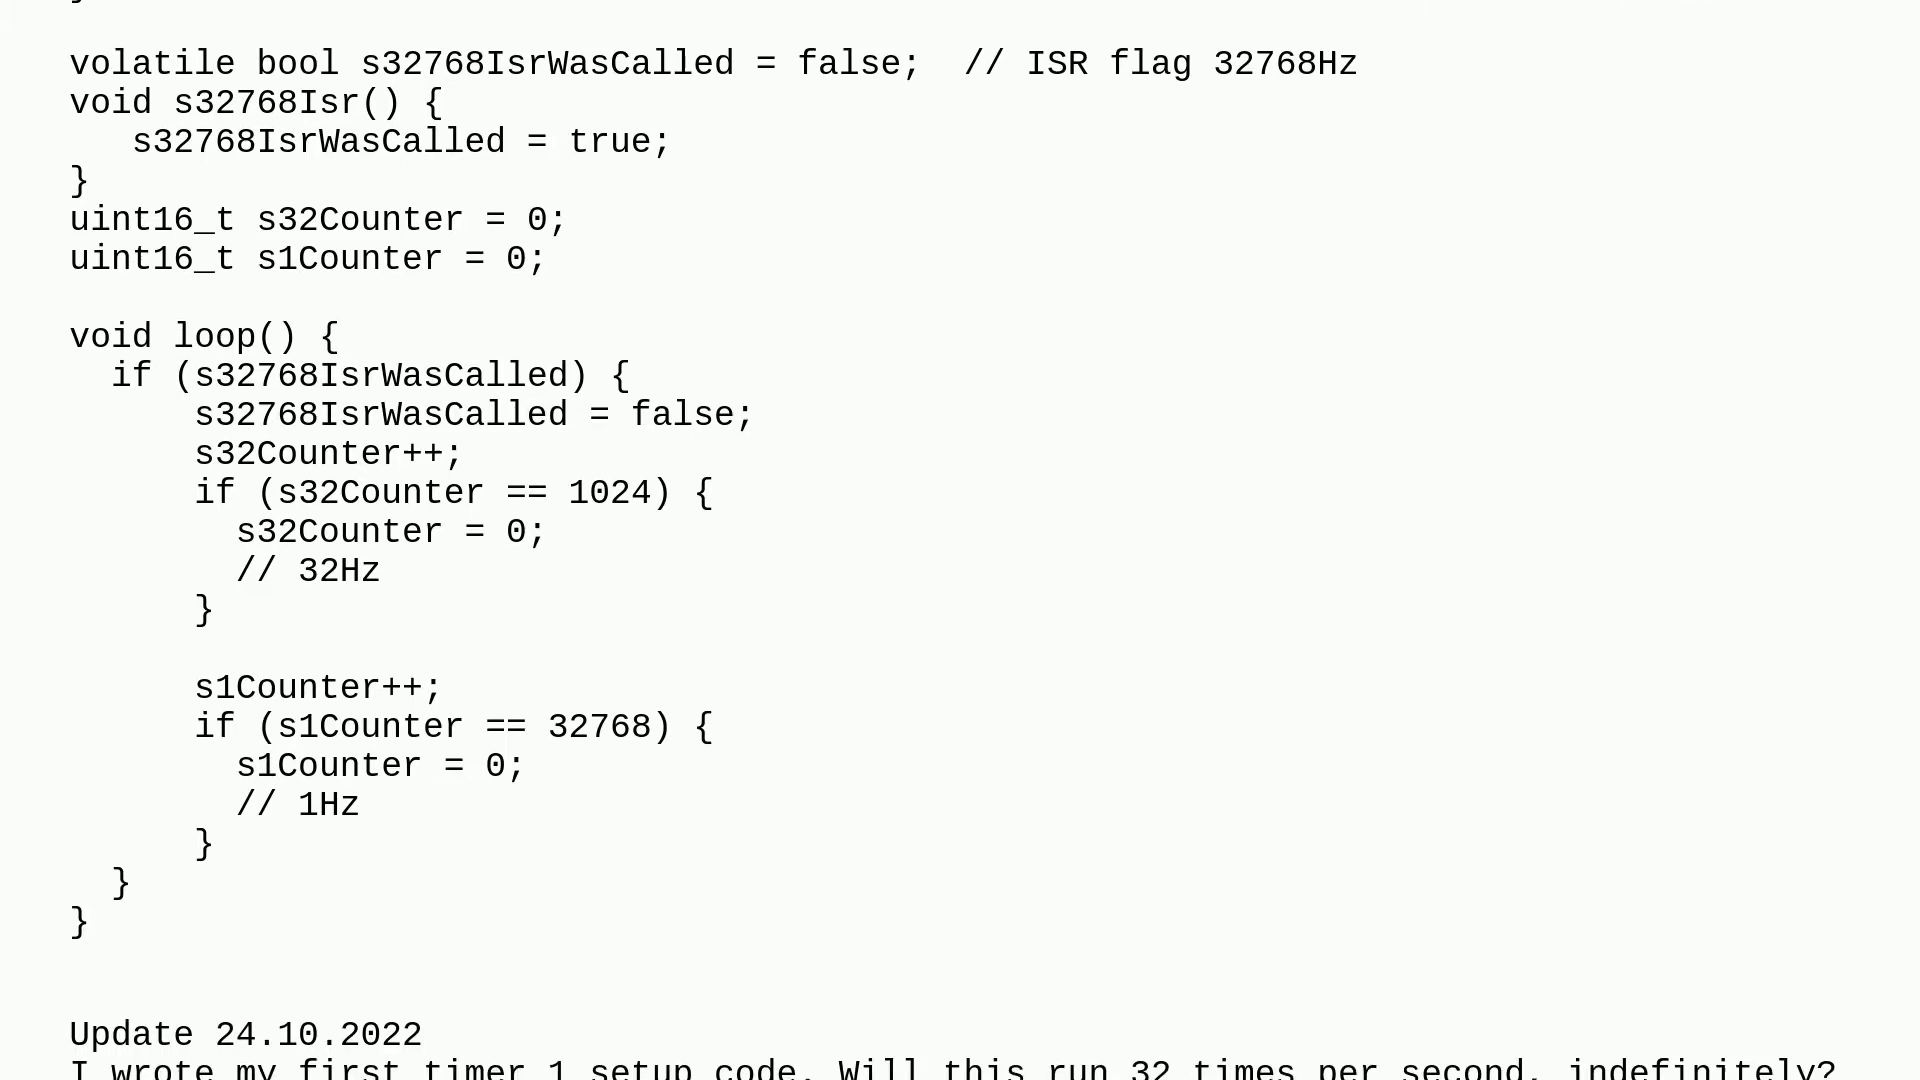 }
volatile bool s32768IsrWasCalled = false;  // ISR flag 32768Hz
void s32768Isr() {
   s32768IsrWasCalled = true;
}
uint16_t s32Counter = 0;
uint16_t s1Counter = 0;

void loop() {
  if (s32768IsrWasCalled) {
      s32768IsrWasCalled = false;
      s32Counter++;
      if (s32Counter == 1024) {
        s32Counter = 0;
        // 32Hz
      }

      s1Counter++;
      if (s1Counter == 32768) {
        s1Counter = 0;
        // 1Hz
      }
  }
}

Update 24.10.2022
I wrote my first timer 1 setup code. Will this run 32 times per second, indefinitely?